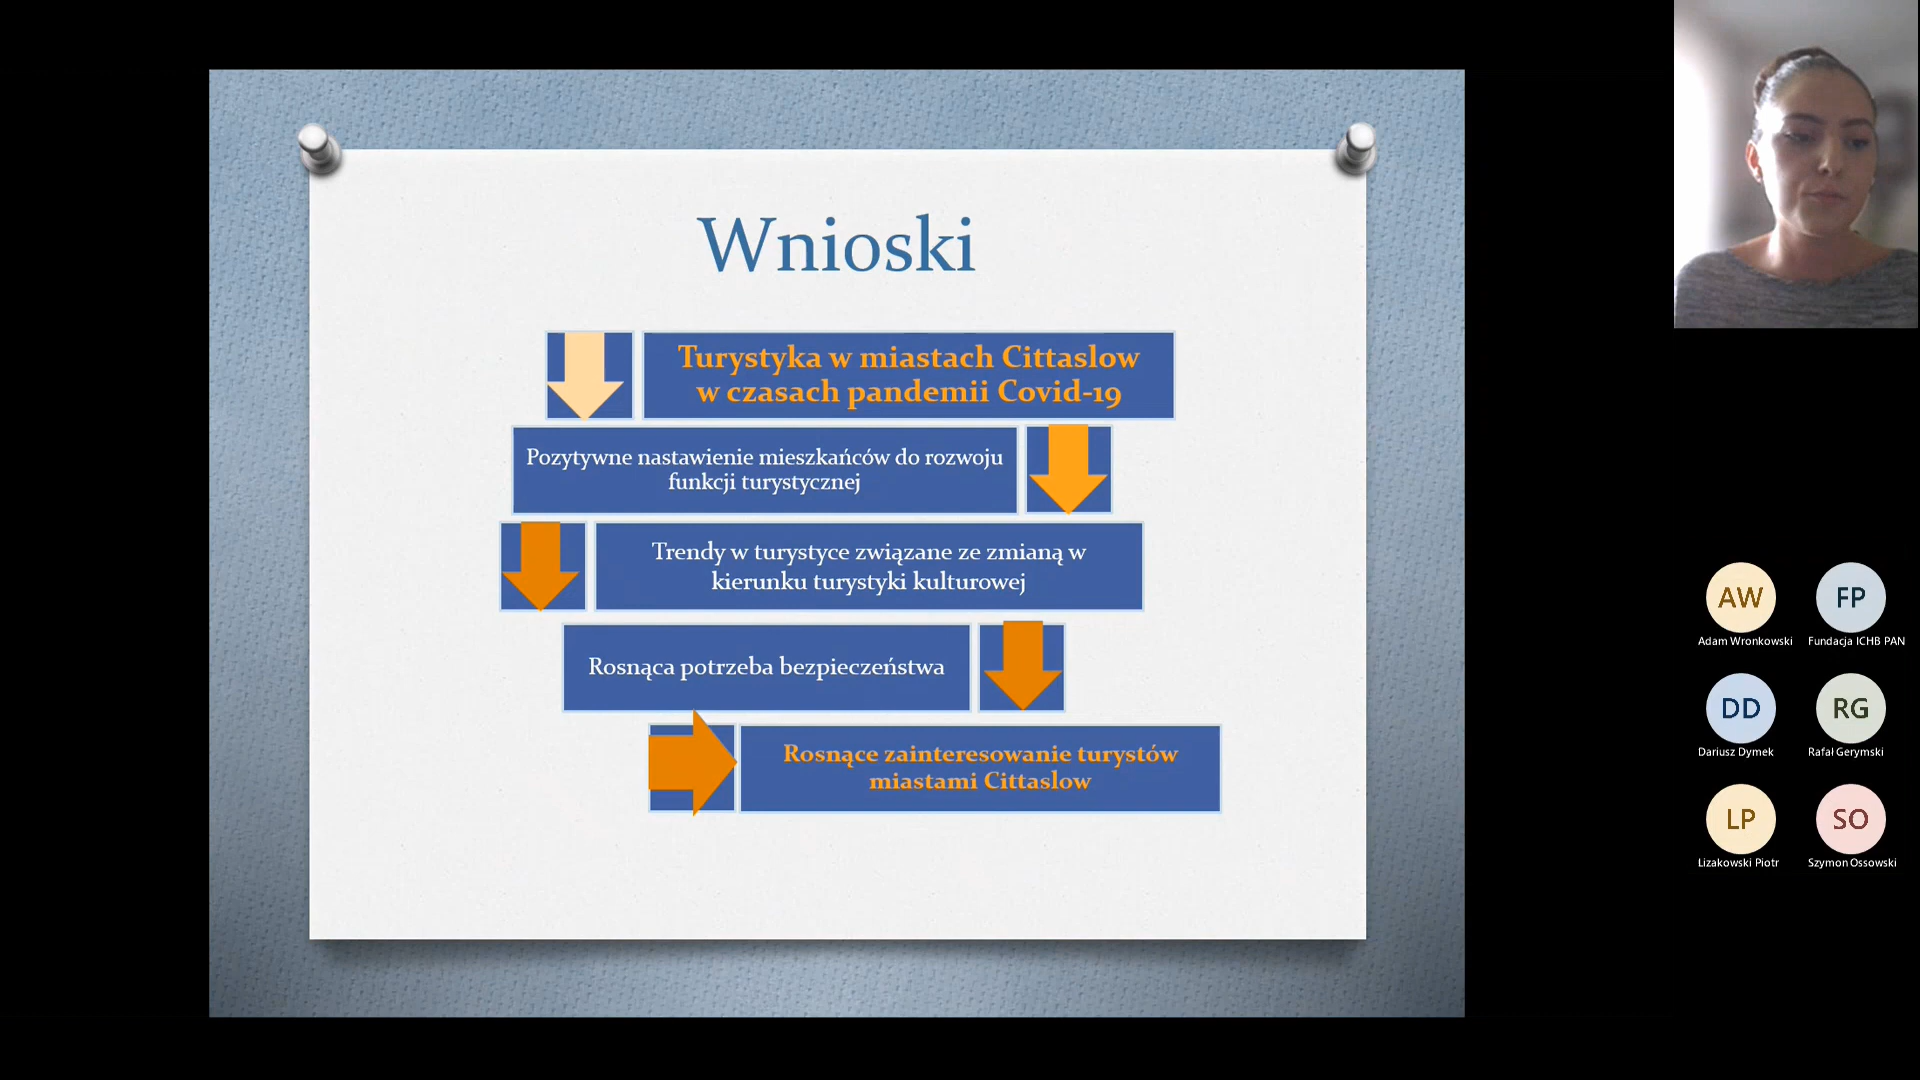 Wnioski
Turystyka w miastach Cittaslow
w czasach pandemii Covid-19
Pozytywne nastawienie mieszkańców do rozwoju
funkcji turystycznej
Trendy w turystyce związane ze zmianą w
kierunku turystyki kulturowej
Rosnąca potrzeba bezpieczeństwa
Rosnące zainteresowanie turystów
miastami Cittaslow
AW
FP
Adam Wronkowski
Fundacja ICHB PAN
DD
RG
Dariusz Dymek
Rafał Gerymski
LP
SO
Lizakowski Piotr
Szymon Ossowski